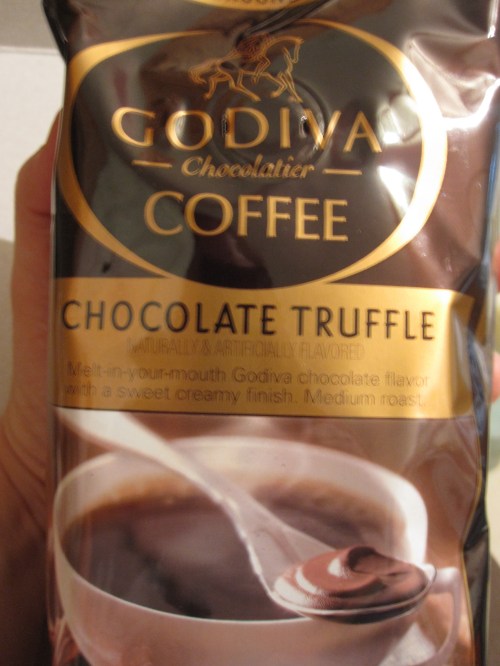 GODIVA
Chocolatier
COFFEE
CHOCOLATE TRUFFLE
NATURALLY & ARTIFICIALLY FLAVORED
Melt-in-your-mouth Godiva chocolate flavor
with a sweet creamy finish. Medium roast.